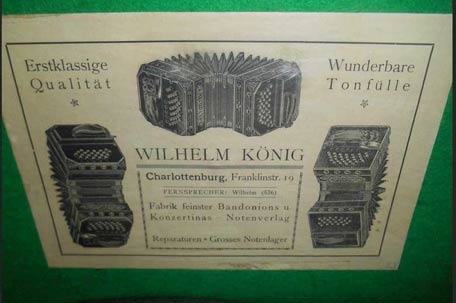 Erstklassige
Qualität
Wunderbare
Tonfülle
WILHELM KÖNIG
Charlottenburg, Franklinstr. 19
FERNSPRECHER: Wilhelm (636)
Fabrik feinster Bandonions u
Konzertinas Notenverlag
Reparaturen • Grosses Notenlager